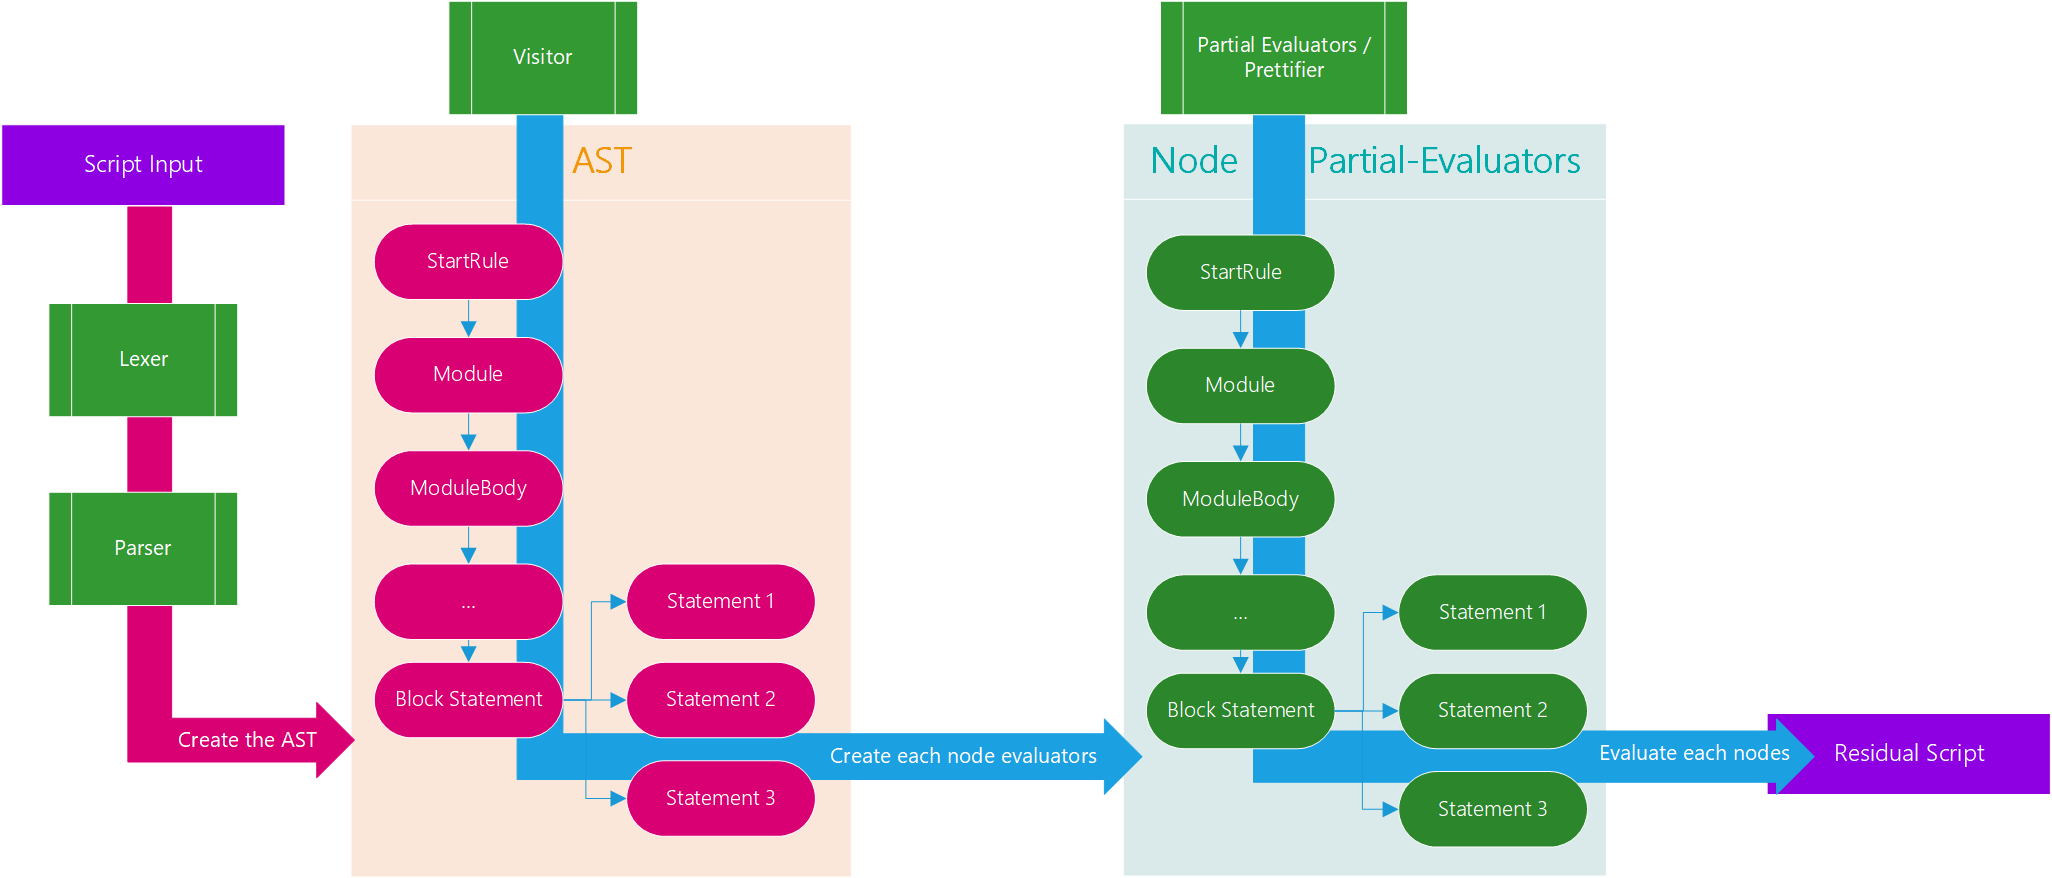 Script Input
Lexer
Parser
Create the AST
Visitor
AST
StartRule
Module
ModuleBody
...
Block Statement
Statement 1
Statement 2
Statement 3
Create each node evaluators
Partial Evaluators /
Prettifier
Node Partial-Evaluators
StartRule
Module
ModuleBody
...
Block Statement
Statement 1
Statement 2
Statement 3
Evaluate each nodes
Residual Script